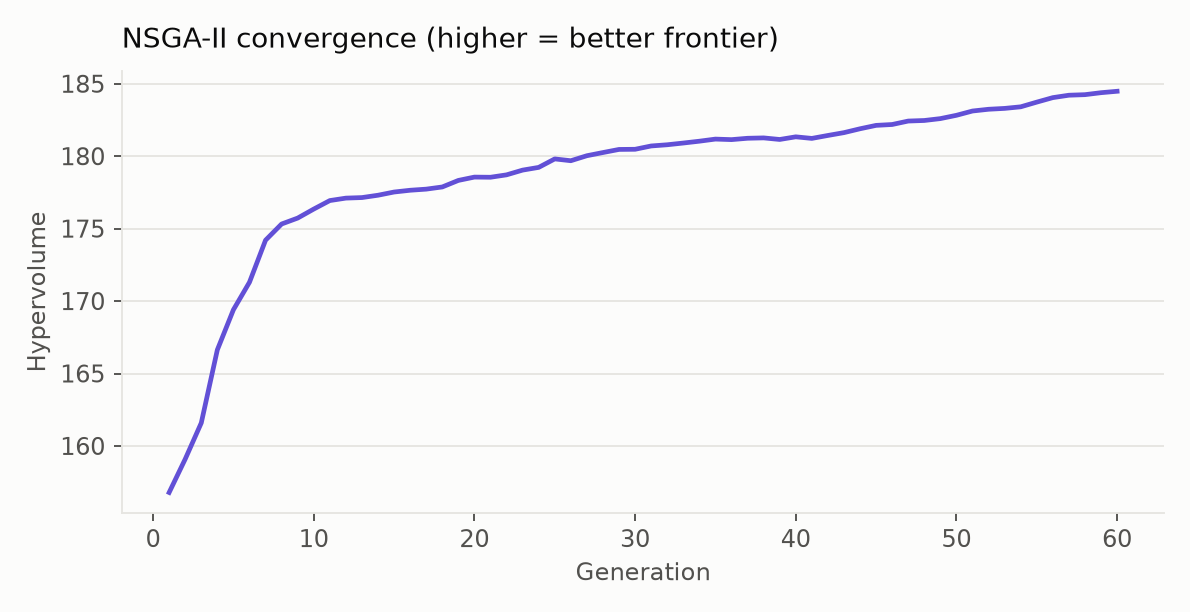 NSGA-II convergence (higher = better frontier)
185
180
175
170
165
160
Hypervolume
0 10 20 30 40 50 60
Generation